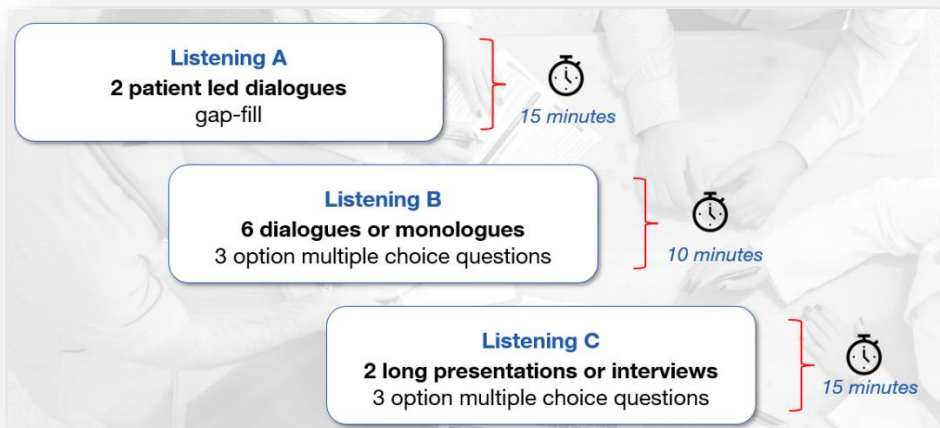 Listening A
2 patient led dialogues
gap-fill
15 minutes
Listening B
6 dialogues or monologues
3 option multiple choice questions
10 minutes
Listening C
2 long presentations or interviews
3 option multiple choice questions
15 minutes